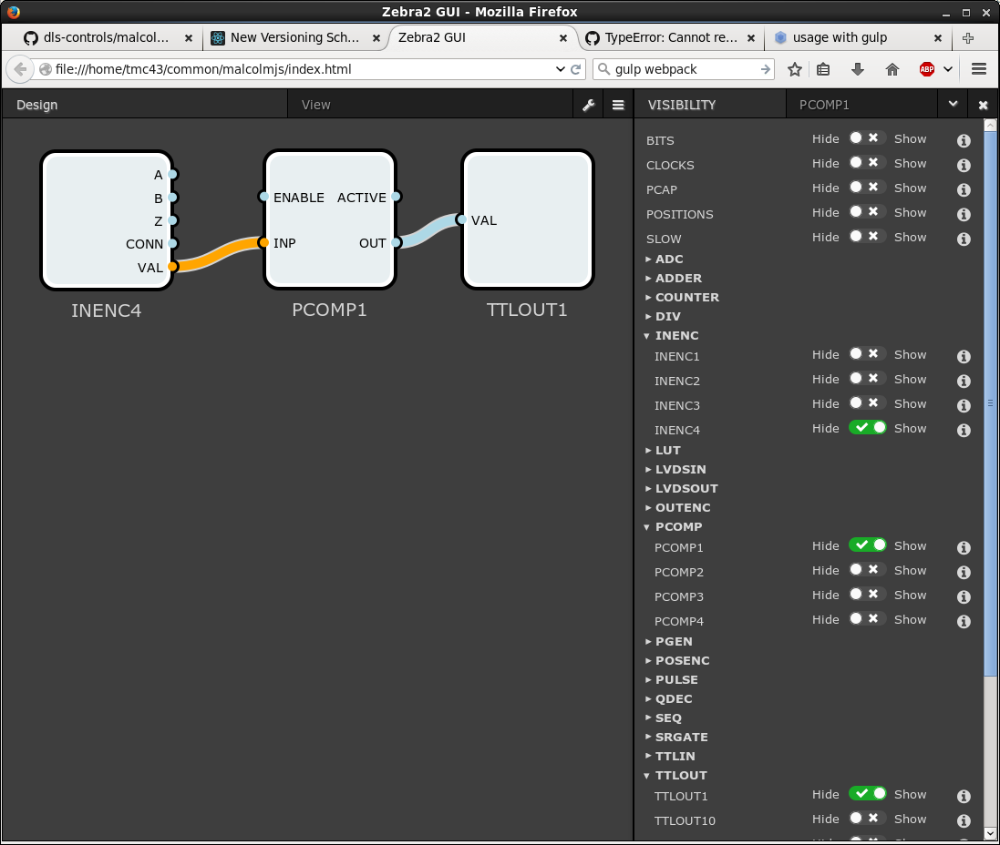 Zebra2 GUI - Mozilla Firefox
dls-controls/malcol...
New Versioning Sch...
Zebra2 GUI
TypeError: Cannot re...
usage with gulp
file:///home/tmc43/common/malcolmjs/index.html
gulp webpack
ABP
Design
View
VISIBILITY
PCOMP1
A
B
Z
CONN
VAL
INENC4
ENABLE ACTIVE
INP OUT
PCOMP1
VAL
TTLOUT1
BITS Hide Show
CLOCKS Hide Show
PCAP Hide Show
POSITIONS Hide Show
SLOW Hide Show
ADC
ADDER
COUNTER
DIV
INENC
INENC1 Hide Show
INENC2 Hide Show
INENC3 Hide Show
INENC4 Hide Show
LUT
LVDSIN
LVDSOUT
OUTENC
PCOMP
PCOMP1 Hide Show
PCOMP2 Hide Show
PCOMP3 Hide Show
PCOMP4 Hide Show
PGEN
POSENC
PULSE
QDEC
SEQ
SRGATE
TTLIN
TTLOUT
TTLOUT1 Hide Show
TTLOUT10 Hide Show